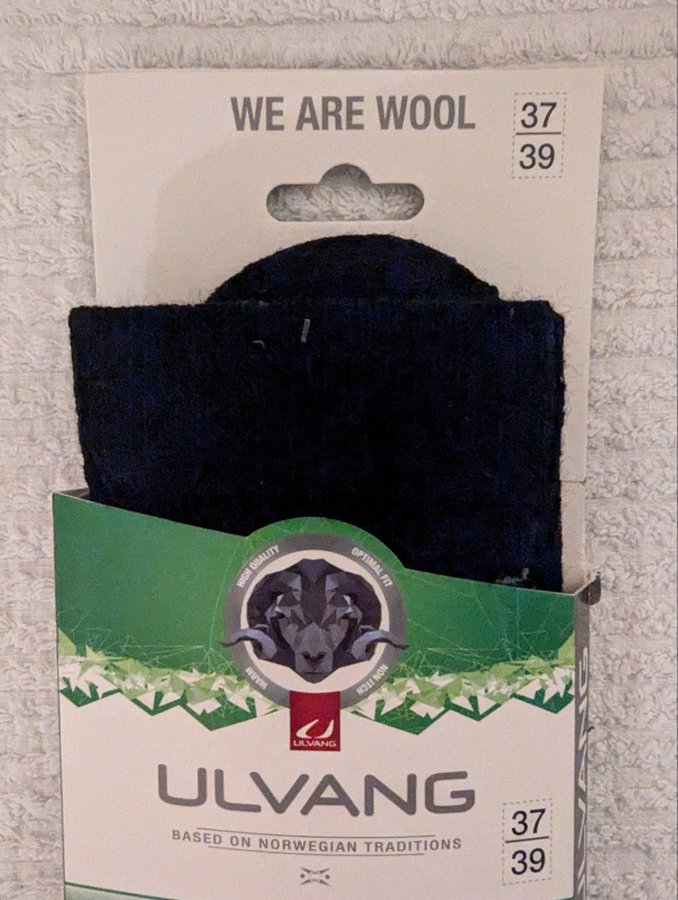 WE ARE WOOL
37
39
HIGH QUALITY
OPTIMAL FIT
WARM
NON ITCH
ULVANG
ULVANG
BASED ON NORWEGIAN TRADITIONS
37
39
ULVANG